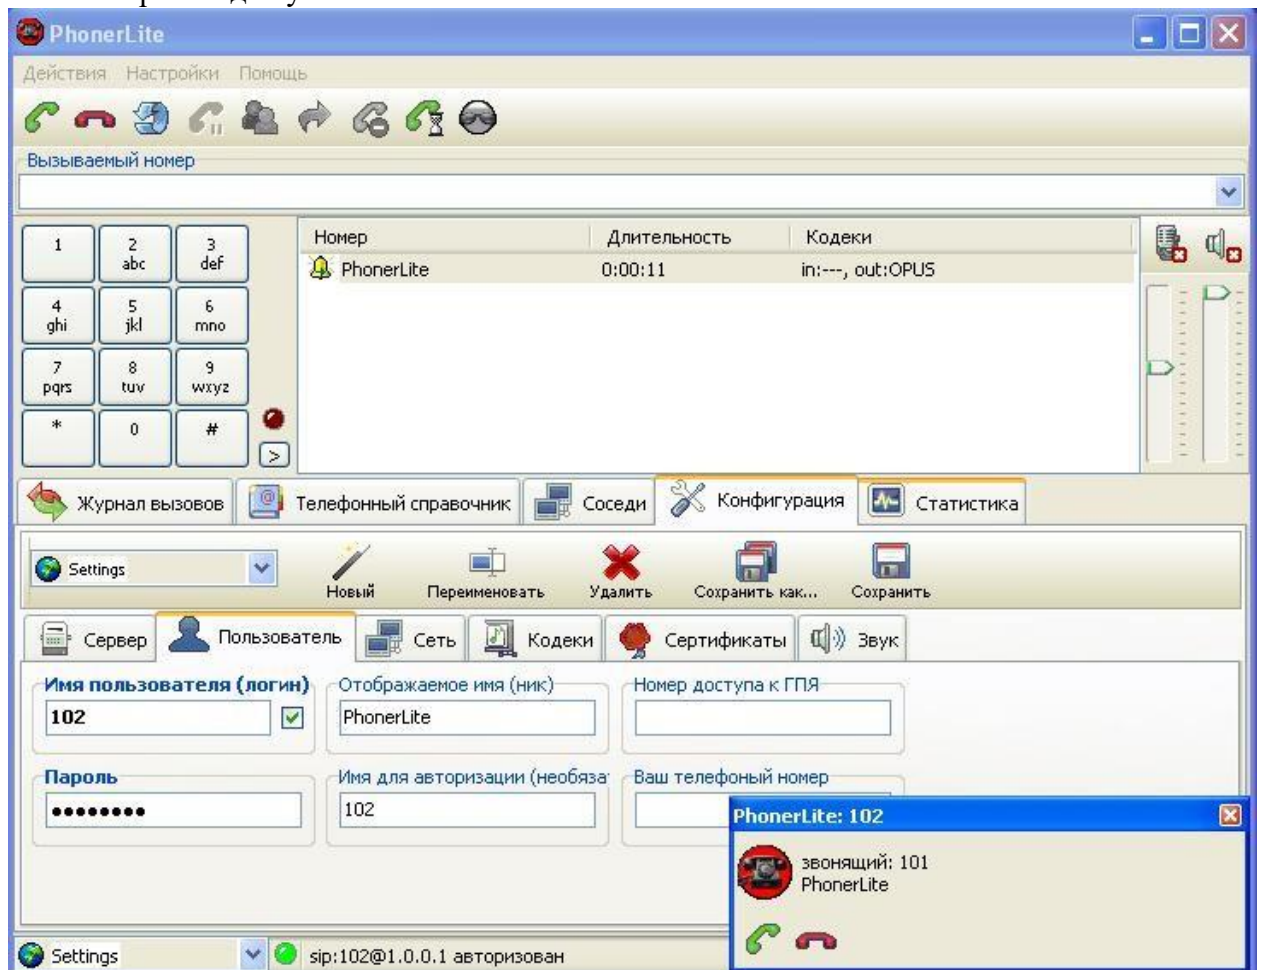 PhonerLite
Действия Настройки Помощь
Вызываемый номер
1 2 abc 3 def
4 ghi 5 jkl 6 mno
7 pqrs 8 tuv 9 wxyz
* 0 #
>
Номер Длительность Кодеки
PhonerLite 0:00:11 in:---, out:OPUS
Журнал вызовов Телефонный справочник Соседи Конфигурация Статистика
Settings Новый Переименовать Удалить Сохранить как... Сохранить
Сервер Пользователь Сеть Кодеки Сертификаты Звук
Имя пользователя (логин) Отображаемое имя (ник) Номер доступа к ГПЯ
102 PhonerLite
Пароль Имя для авторизации (необяза Ваш телефоный номер
•••••••• 102
PhonerLite: 102
звонящий: 101
PhonerLite
Settings sip:102@1.0.0.1 авторизован